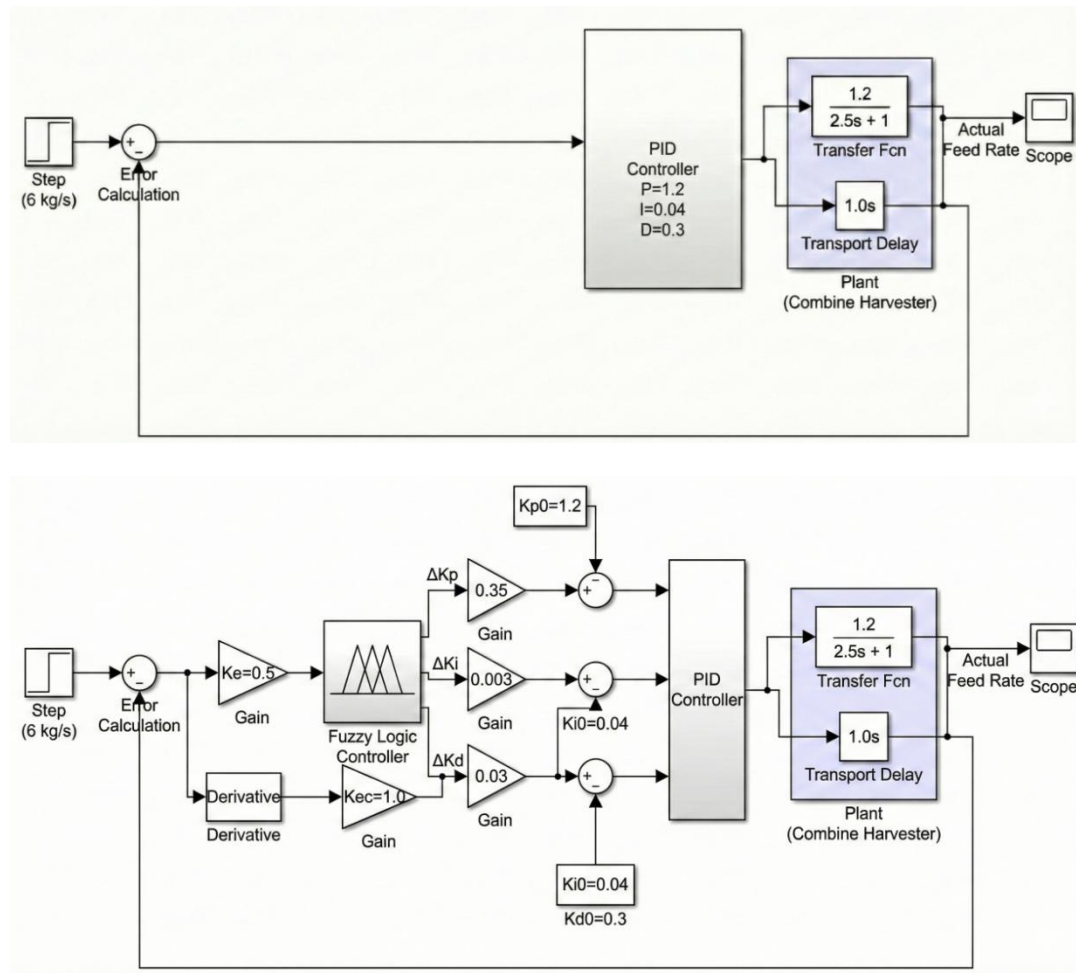 Step
(6 kg/s)
+
−
Error
Calculation
PID
Controller
P=1.2
I=0.04
D=0.3
1.2
2.5s + 1
Transfer Fcn
1.0s
Transport Delay
Plant
(Combine Harvester)
Actual
Feed Rate
Scope
Step
(6 kg/s)
+
−
Error
Calculation
Ke=0.5
Gain
Derivative
Derivative
Kec=1.0
Gain
Fuzzy Logic
Controller
ΔKp
0.35
Gain
ΔKi
0.003
Gain
ΔKd
0.03
Gain
Kp0=1.2
−
+
+
−
Ki0=0.04
+
−
Ki0=0.04
Kd0=0.3
PID
Controller
1.2
2.5s + 1
Transfer Fcn
1.0s
Transport Delay
Plant
(Combine Harvester)
Actual
Feed Rate
Scope